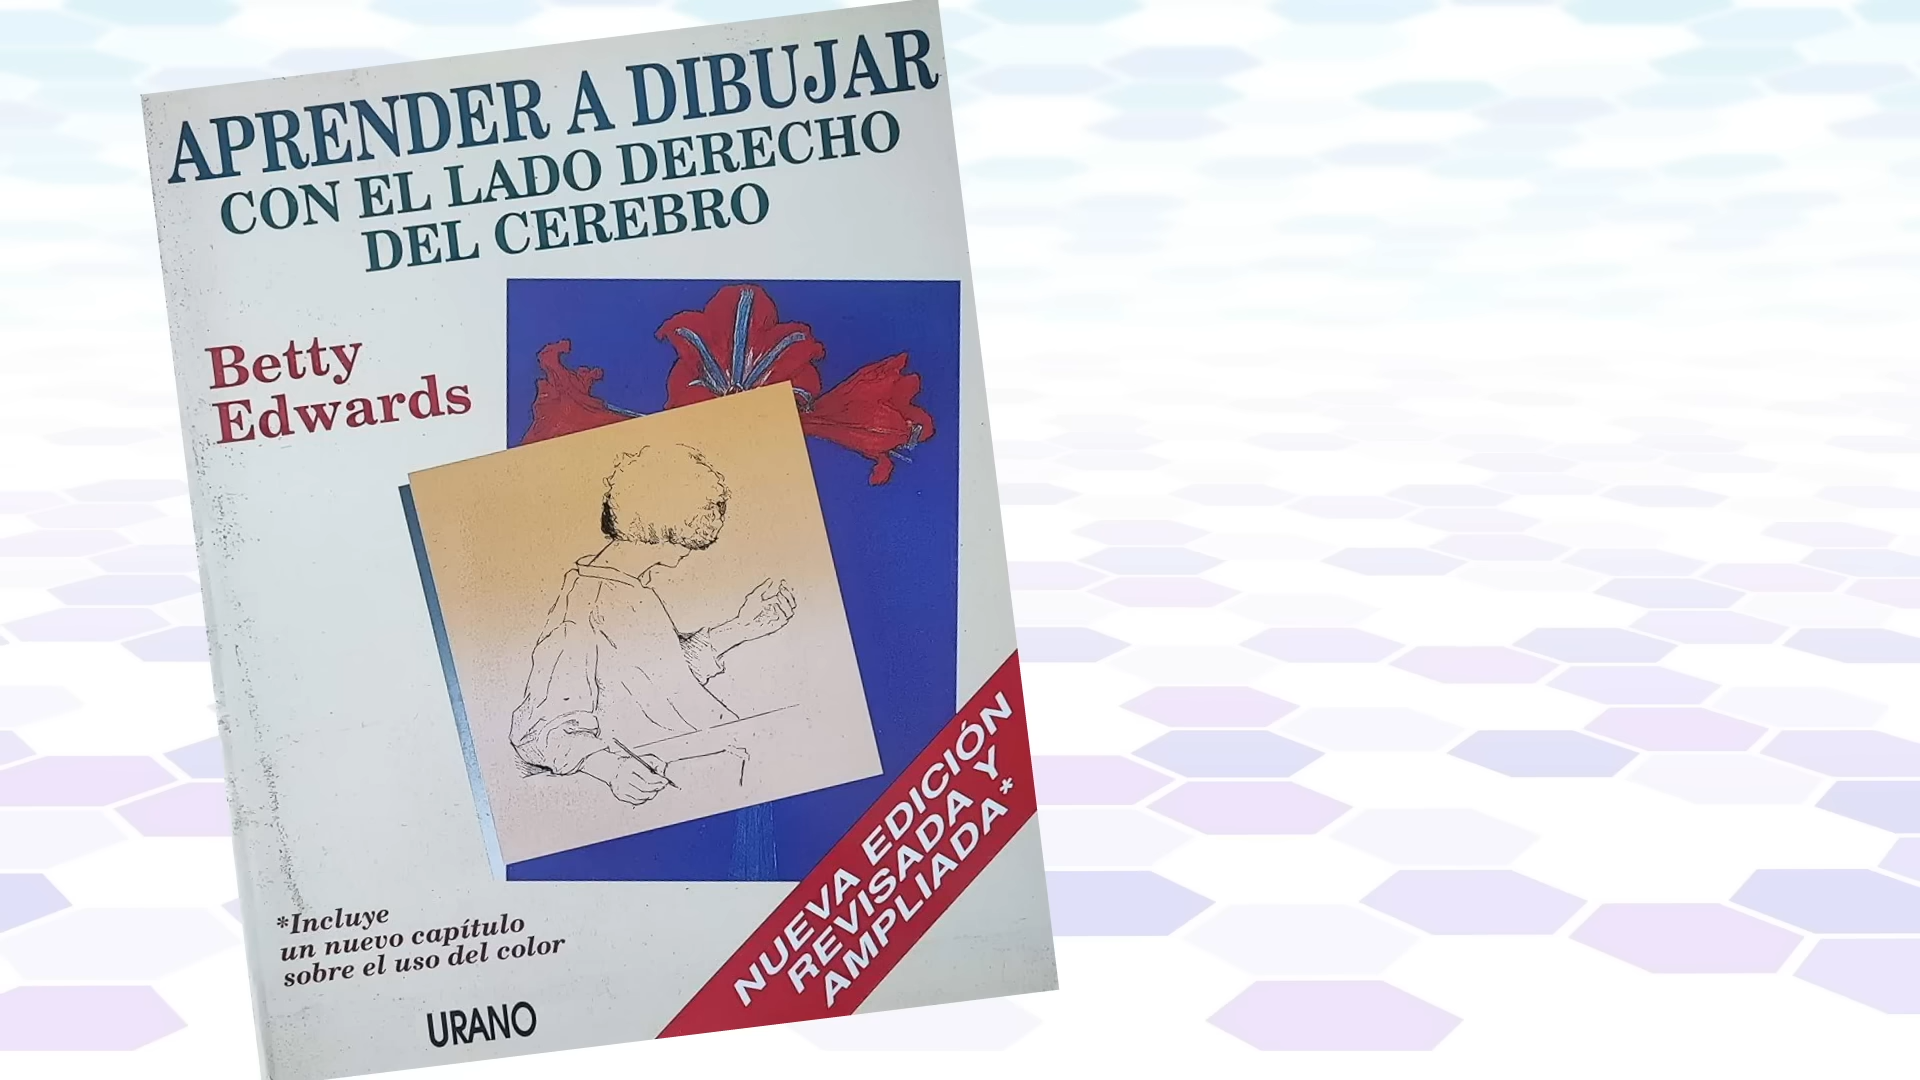 APRENDER A DIBUJAR
CON EL LADO DERECHO
DEL CEREBRO
Betty
Edwards
NUEVA EDICIÓN
REVISADA Y
AMPLIADA*
*Incluye
un nuevo capítulo
sobre el uso del color
URANO